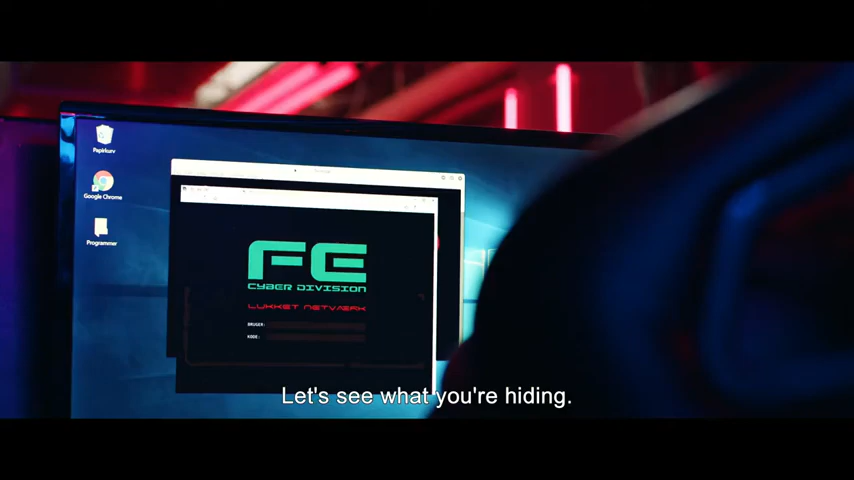 Papirkurv
Google Chrome
Programmer
FE
CYBER DIVISION
LUKKET NETVÆRK
BRUGER:
KODE:
Let's see what you're hiding.